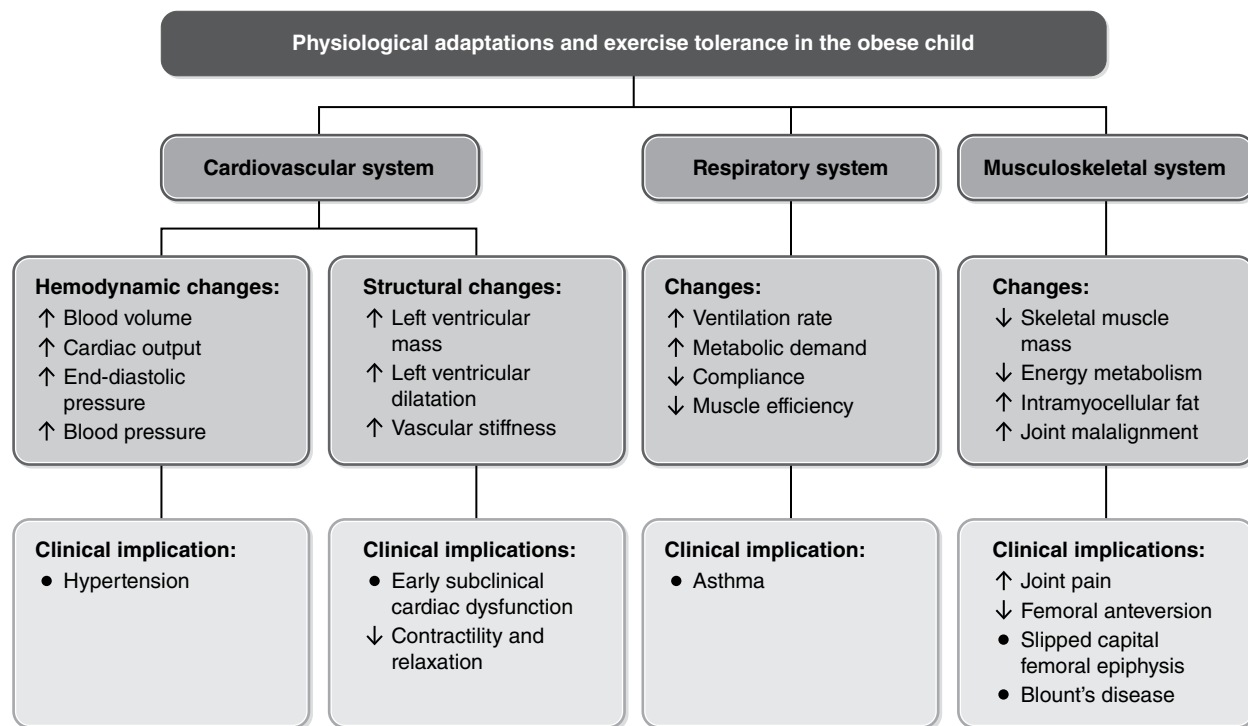 Physiological adaptations and exercise tolerance in the obese child
Cardiovascular system
Respiratory system
Musculoskeletal system
Hemodynamic changes:
↑ Blood volume
↑ Cardiac output
↑ End-diastolic
pressure
↑ Blood pressure
Structural changes:
↑ Left ventricular
mass
↑ Left ventricular
dilatation
↑ Vascular stiffness
Changes:
↑ Ventilation rate
↑ Metabolic demand
↓ Compliance
↓ Muscle efficiency
Changes:
↓ Skeletal muscle
mass
↓ Energy metabolism
↑ Intramyocellular fat
↑ Joint malalignment
Clinical implication:
● Hypertension
Clinical implications:
● Early subclinical
cardiac dysfunction
↓ Contractility and
relaxation
Clinical implication:
● Asthma
Clinical implications:
↑ Joint pain
↓ Femoral anteversion
● Slipped capital
femoral epiphysis
● Blount's disease